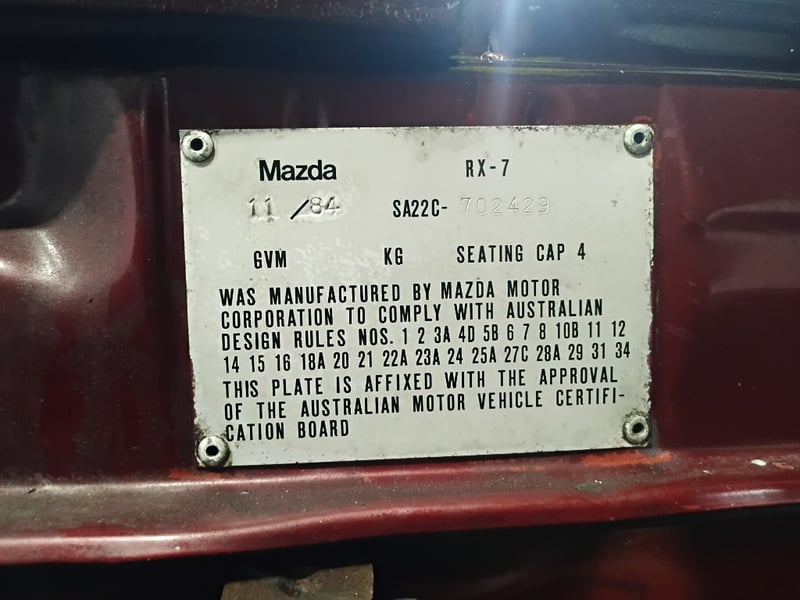 Mazda RX-7
11 /84 SA22C- 702429
GVM KG SEATING CAP 4
WAS MANUFACTURED BY MAZDA MOTOR
CORPORATION TO COMPLY WITH AUSTRALIAN
DESIGN RULES NOS. 1 2 3A 4D 5B 6 7 8 10B 11 12
14 15 16 18A 20 21 22A 23A 24 25A 27C 28A 29 31 34
THIS PLATE IS AFFIXED WITH THE APPROVAL
OF THE AUSTRALIAN MOTOR VEHICLE CERTIFI-
CATION BOARD